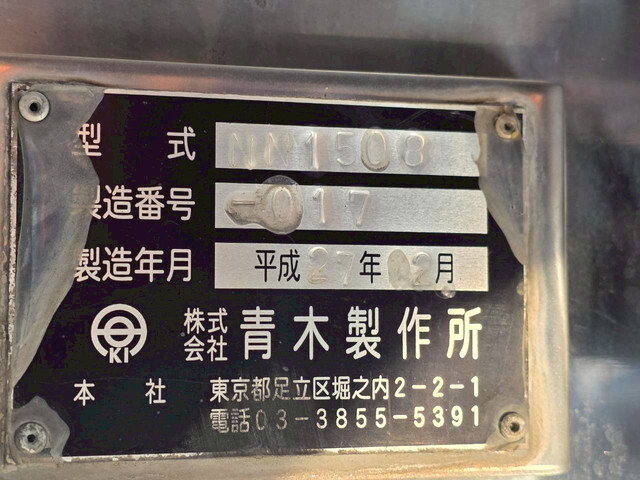 型式 NN1508
製造番号 017
製造年月 平成27年02月
KI 株式会社 青木製作所
本社 東京都足立区堀之内2-2-1
電話03-3855-5391